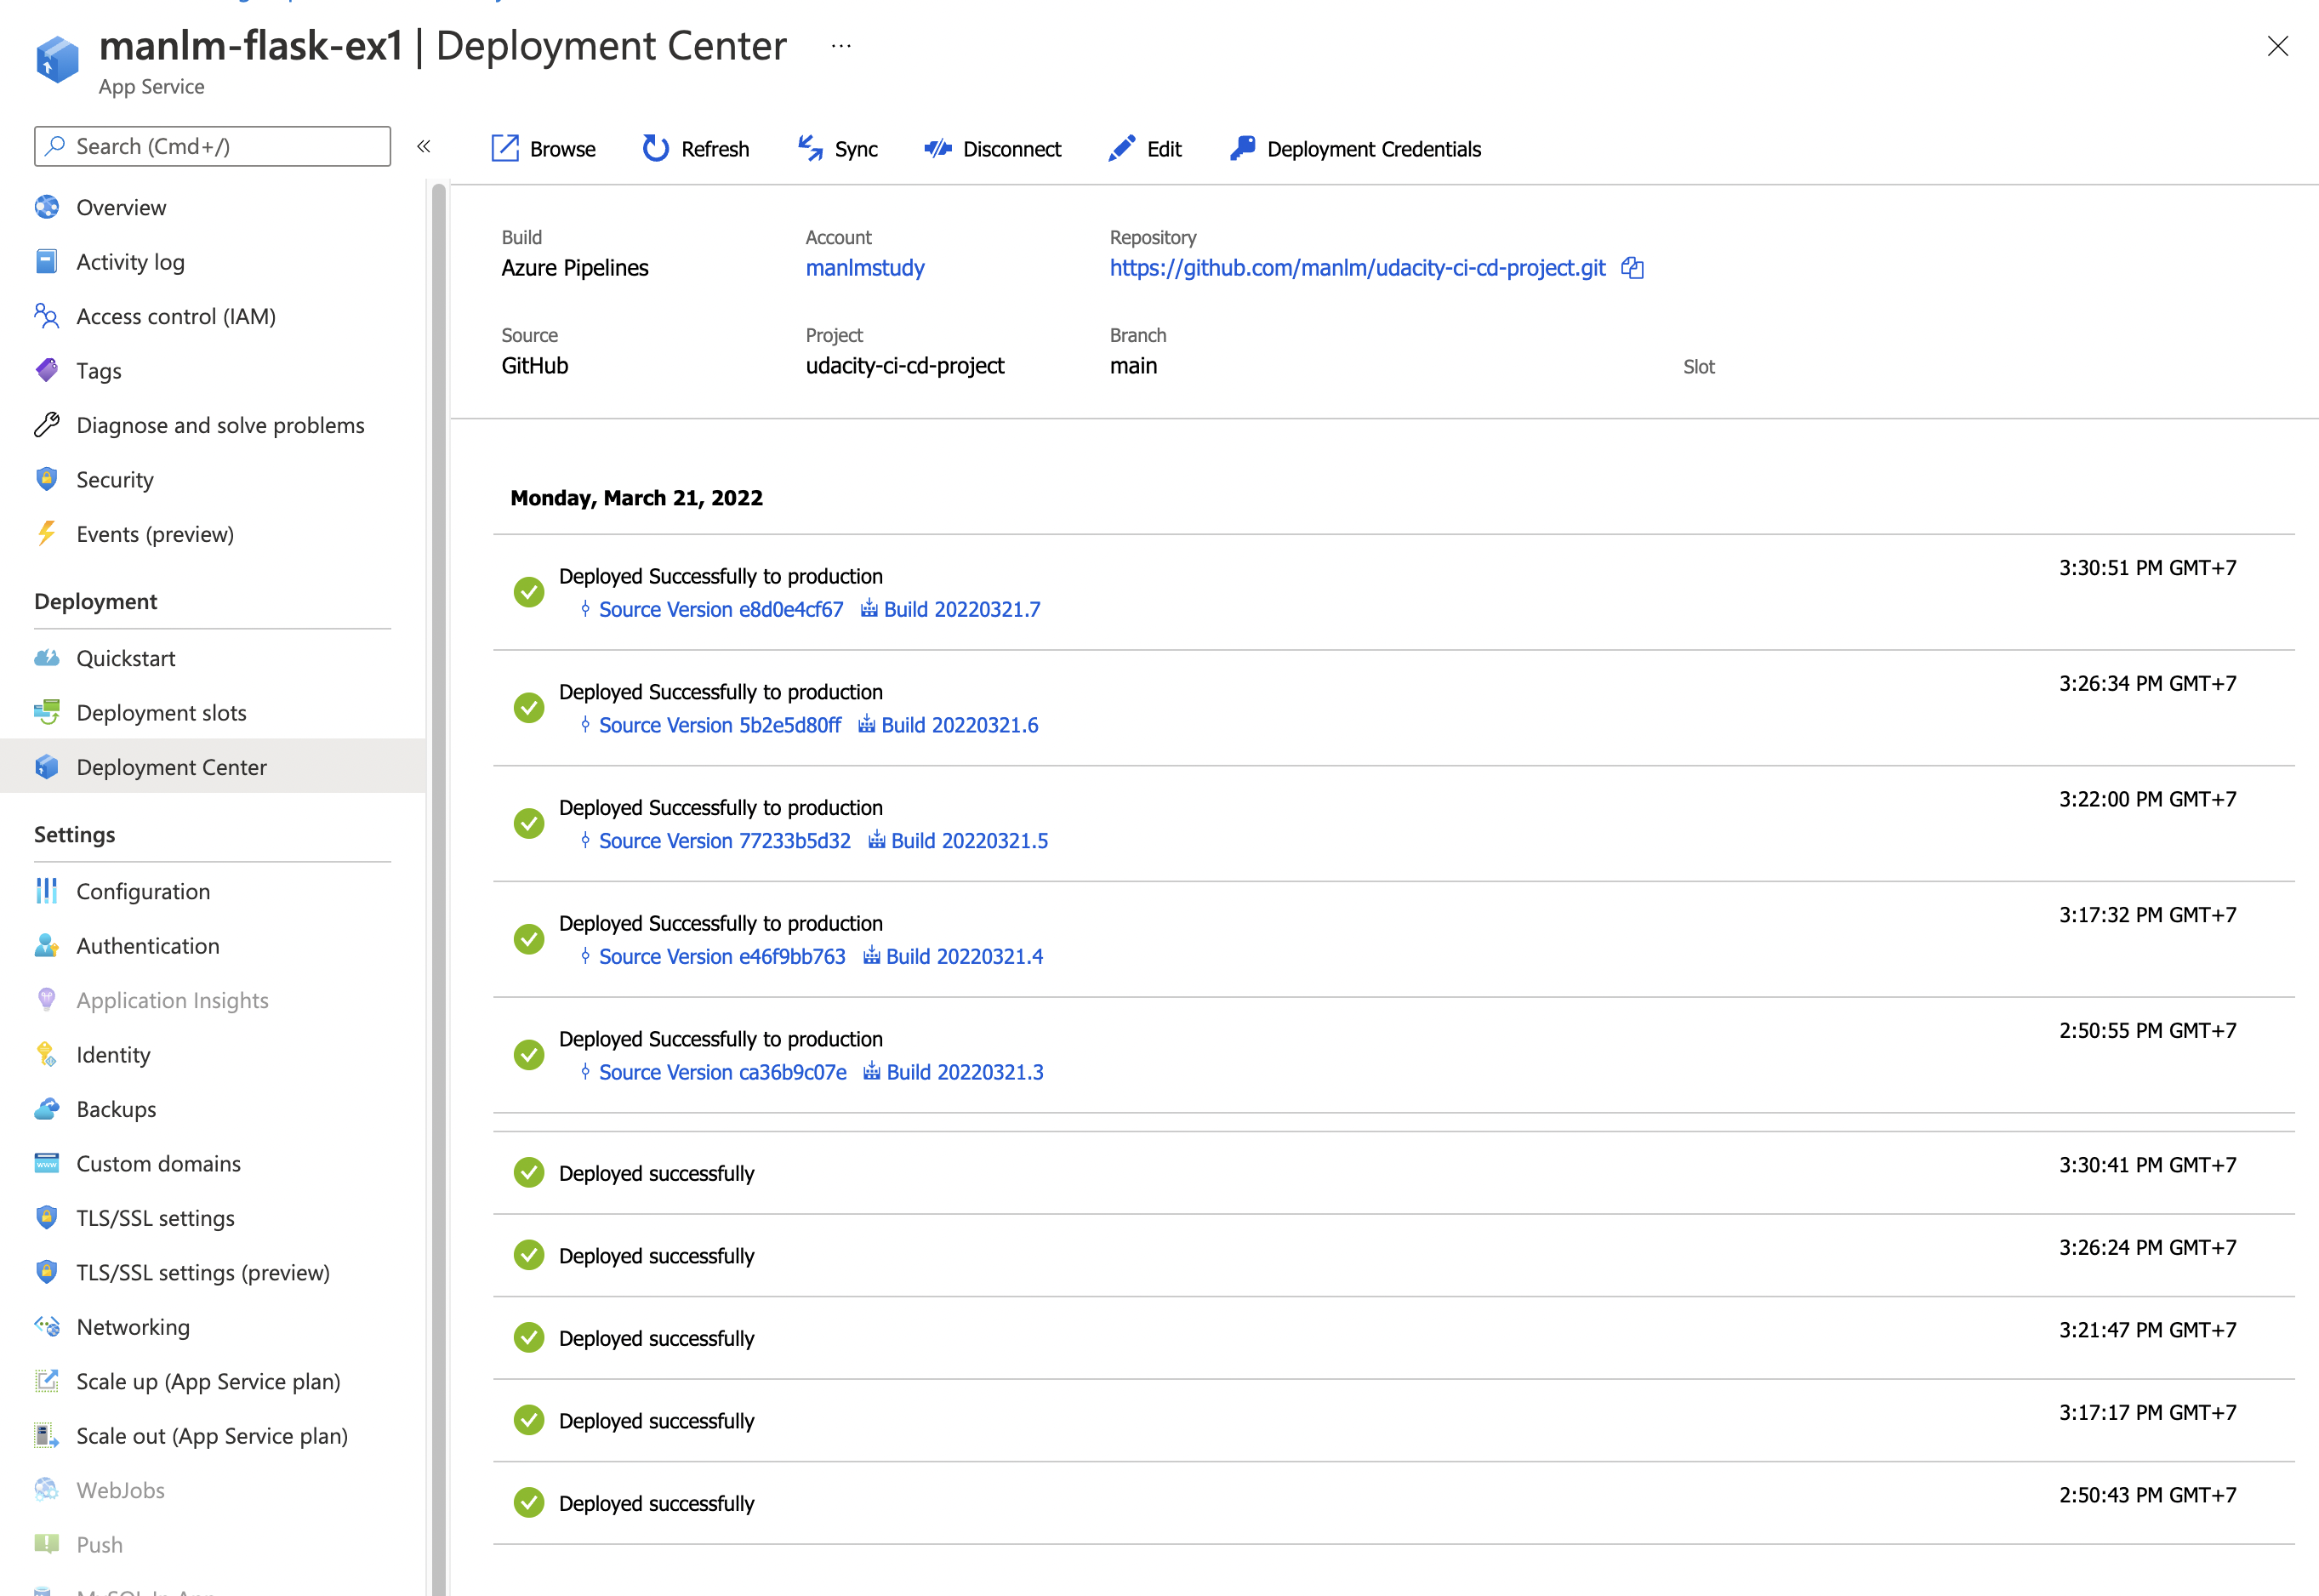 manlm-flask-ex1 | Deployment Center ...
App Service
Search (Cmd+/)
«
Overview
Activity log
Access control (IAM)
Tags
Diagnose and solve problems
Security
Events (preview)
Deployment
Quickstart
Deployment slots
Deployment Center
Settings
Configuration
Authentication
Application Insights
Identity
Backups
Custom domains
TLS/SSL settings
TLS/SSL settings (preview)
Networking
Scale up (App Service plan)
Scale out (App Service plan)
WebJobs
Push
Browse Refresh Sync Disconnect Edit Deployment Credentials
Build Account Repository
Azure Pipelines manlmstudy https://github.com/manlm/udacity-ci-cd-project.git
Source Project Branch
GitHub udacity-ci-cd-project main Slot
Monday, March 21, 2022
Deployed Successfully to production 3:30:51 PM GMT+7
Source Version e8d0e4cf67 Build 20220321.7
Deployed Successfully to production 3:26:34 PM GMT+7
Source Version 5b2e5d80ff Build 20220321.6
Deployed Successfully to production 3:22:00 PM GMT+7
Source Version 77233b5d32 Build 20220321.5
Deployed Successfully to production 3:17:32 PM GMT+7
Source Version e46f9bb763 Build 20220321.4
Deployed Successfully to production 2:50:55 PM GMT+7
Source Version ca36b9c07e Build 20220321.3
Deployed successfully 3:30:41 PM GMT+7
Deployed successfully 3:26:24 PM GMT+7
Deployed successfully 3:21:47 PM GMT+7
Deployed successfully 3:17:17 PM GMT+7
Deployed successfully 2:50:43 PM GMT+7